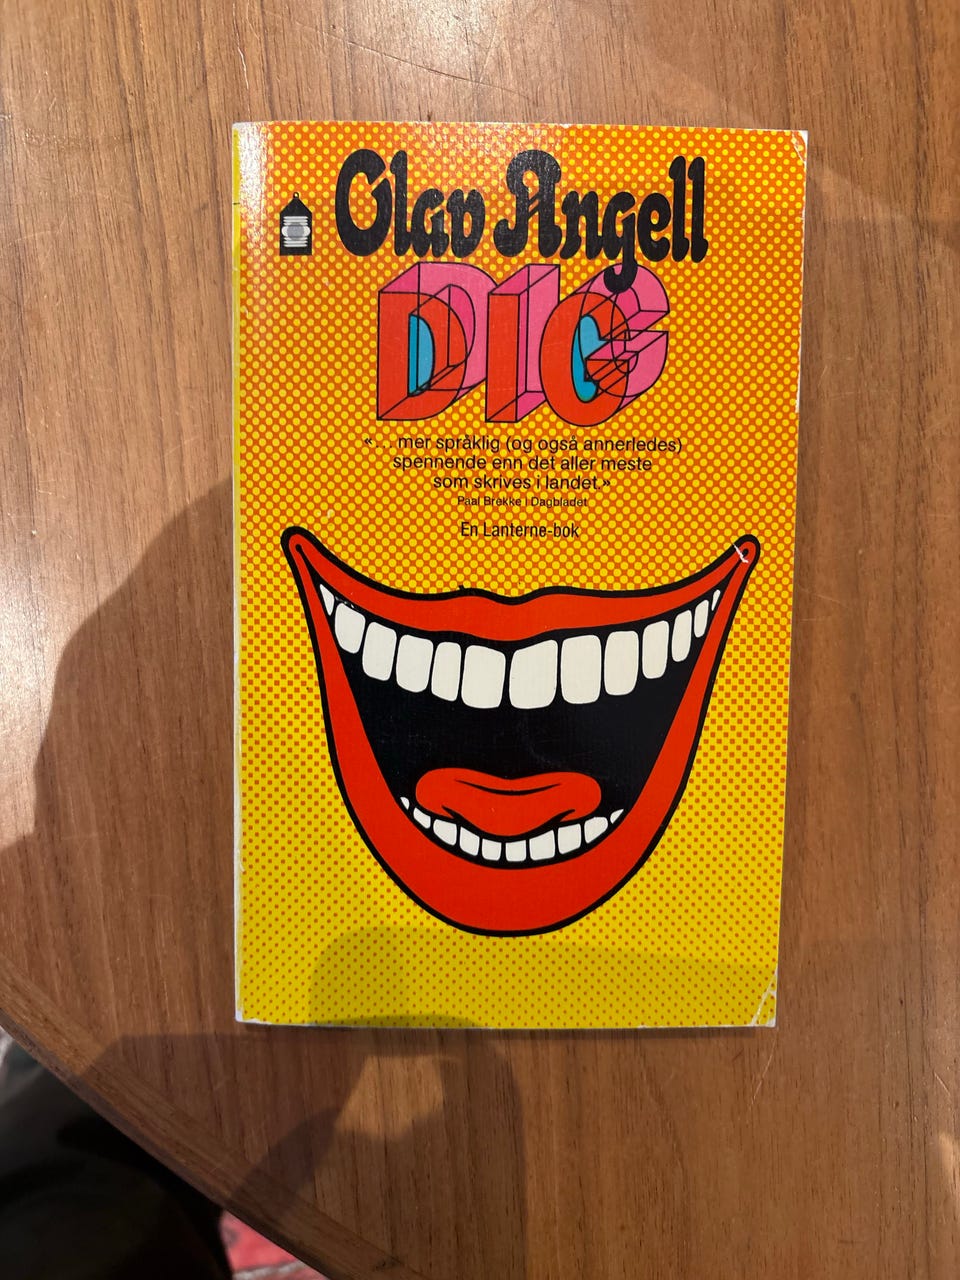 Olav Angell
DIG
«... mer språklig (og også annerledes)
spennende enn det aller meste
som skrives i landet.»
Paal Brekke i Dagbladet
En Lanterne-bok